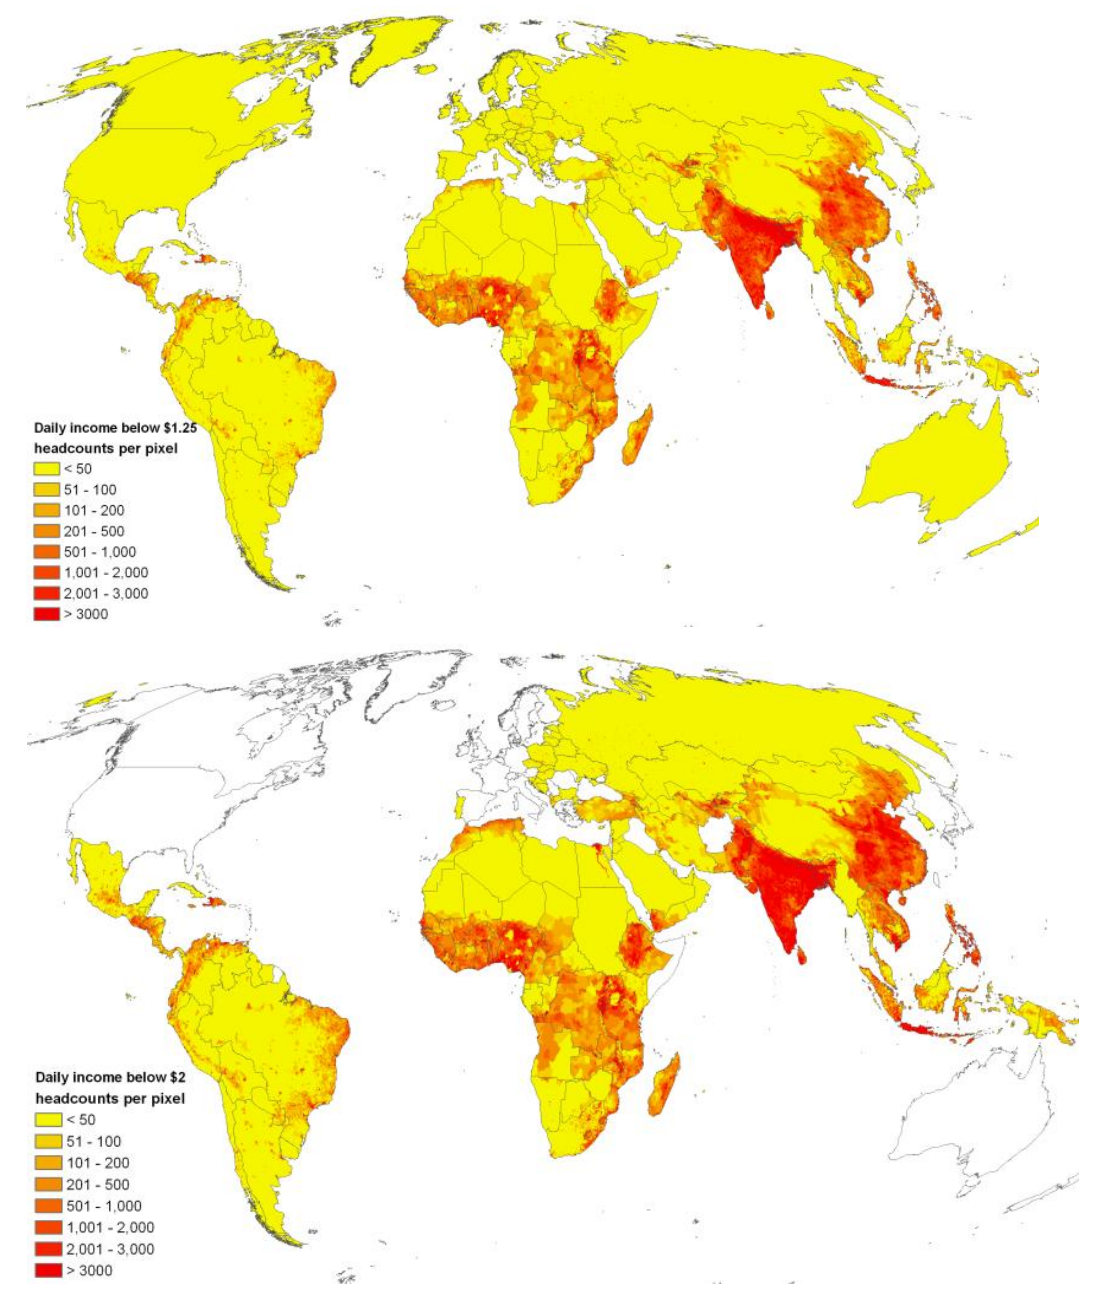 Daily income below $1.25
headcounts per pixel
< 50
51 - 100
101 - 200
201 - 500
501 - 1,000
1,001 - 2,000
2,001 - 3,000
> 3000
Daily income below $2
headcounts per pixel
< 50
51 - 100
101 - 200
201 - 500
501 - 1,000
1,001 - 2,000
2,001 - 3,000
> 3000